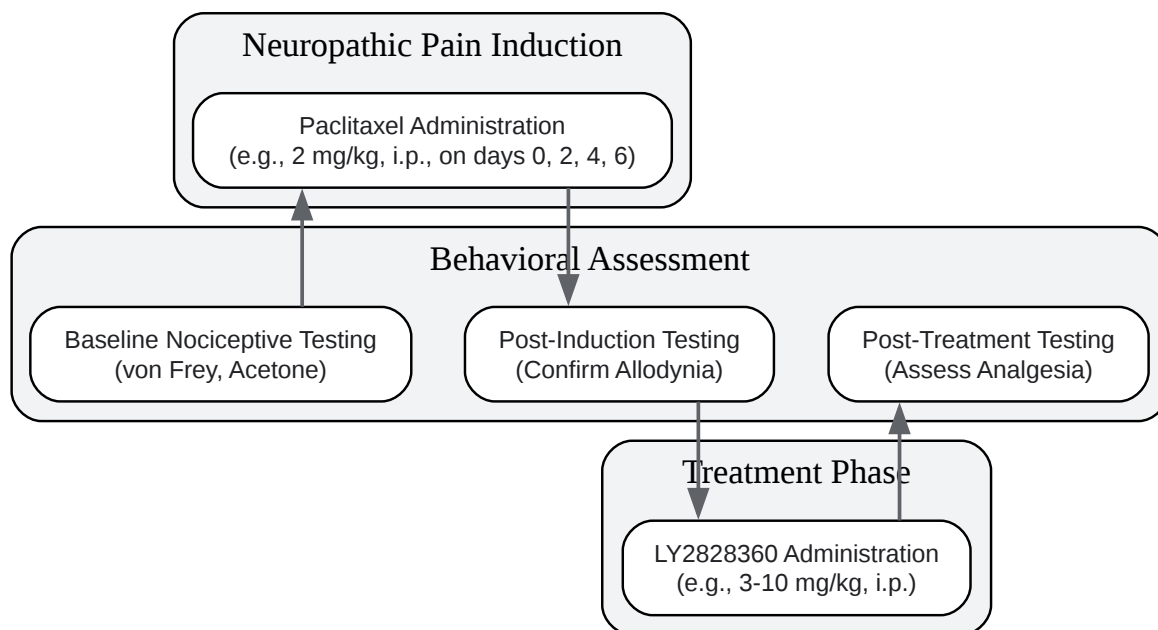 Neuropathic Pain Induction
Paclitaxel Administration
(e.g., 2 mg/kg, i.p., on days 0, 2, 4, 6)
Behavioral Assessment
Baseline Nociceptive Testing
(von Frey, Acetone)
Post-Induction Testing
(Confirm Allodynia)
Post-Treatment Testing
(Assess Analgesia)
Treatment Phase
LY2828360 Administration
(e.g., 3-10 mg/kg, i.p.)